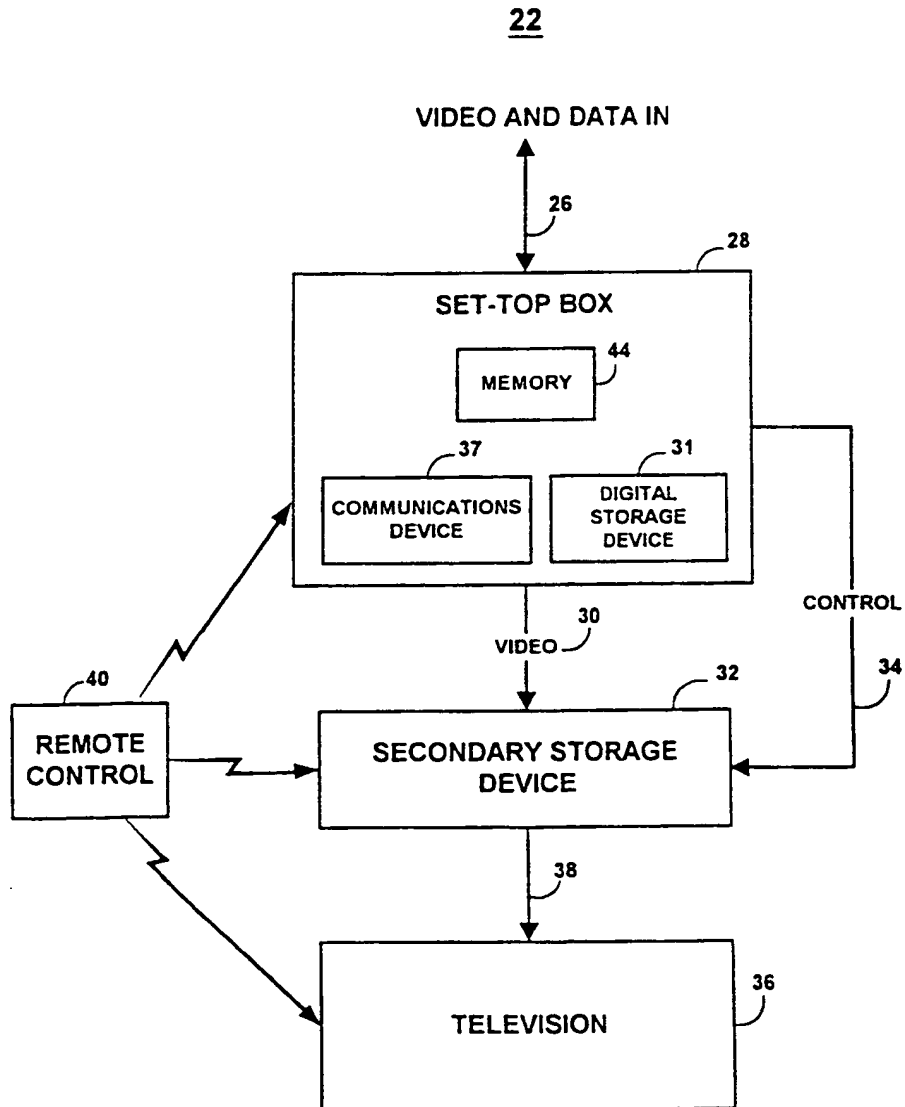 22
VIDEO AND DATA IN
26
28
SET-TOP BOX
44
MEMORY
37
31
COMMUNICATIONS
DEVICE
DIGITAL
STORAGE
DEVICE
CONTROL
30
VIDEO
34
40
32
REMOTE
CONTROL
SECONDARY STORAGE
DEVICE
38
36
TELEVISION